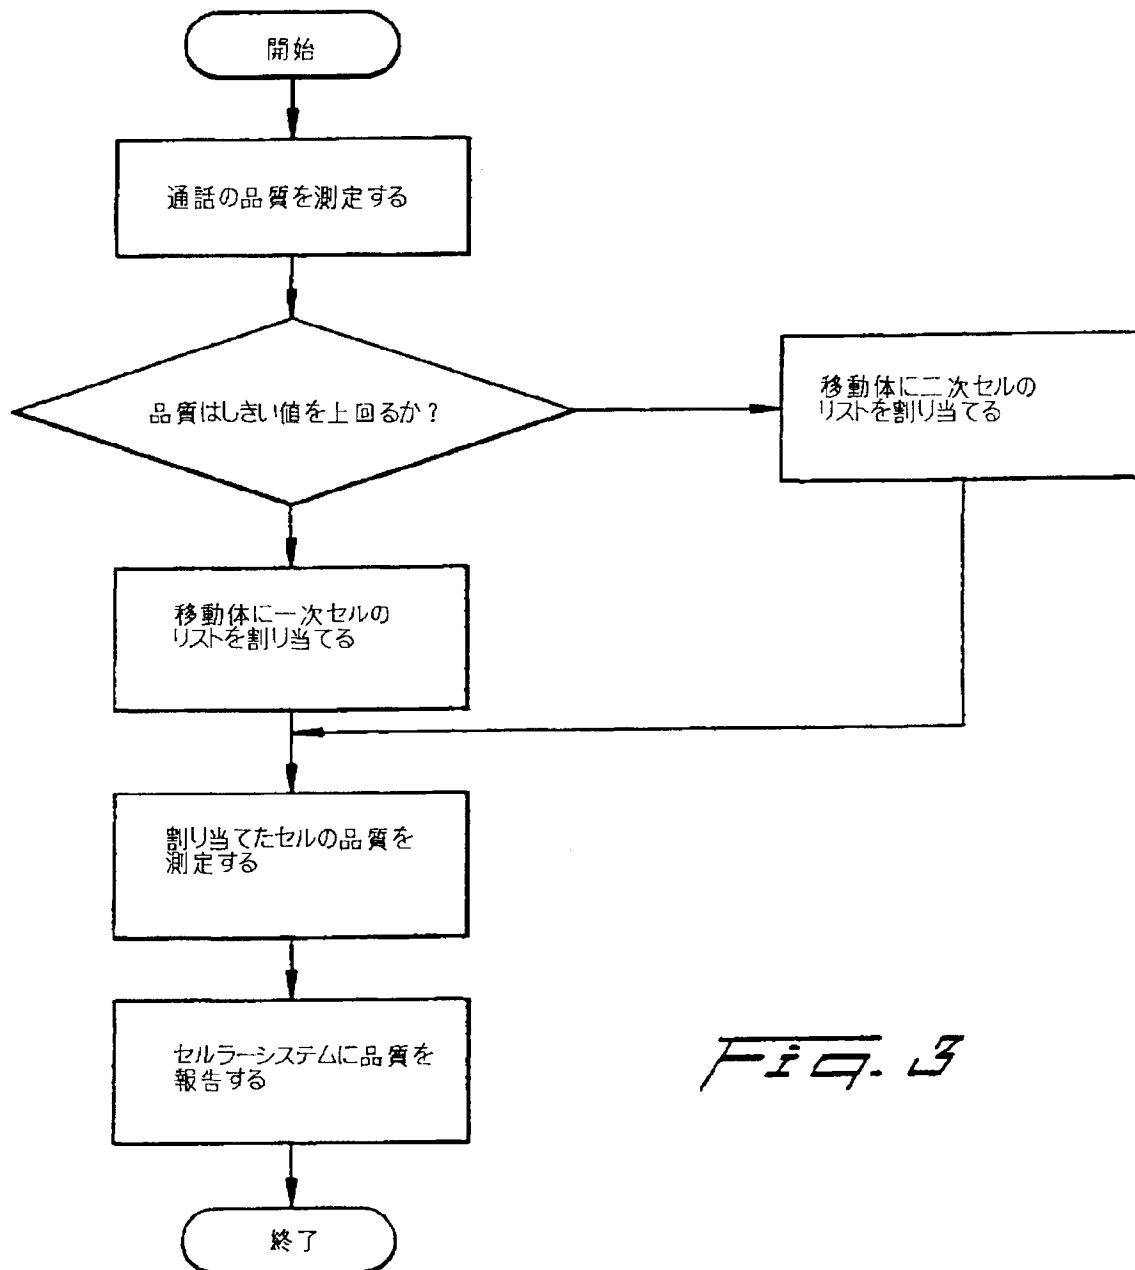 開始
通話の品質を測定する
品質はしきい値を上回るか?
移動体に二次セルの
リストを割り当てる
移動体に一次セルの
リストを割り当てる
割り当てたセルの品質を
測定する
セルラーシステムに品質を
報告する
終了
Fig. 3